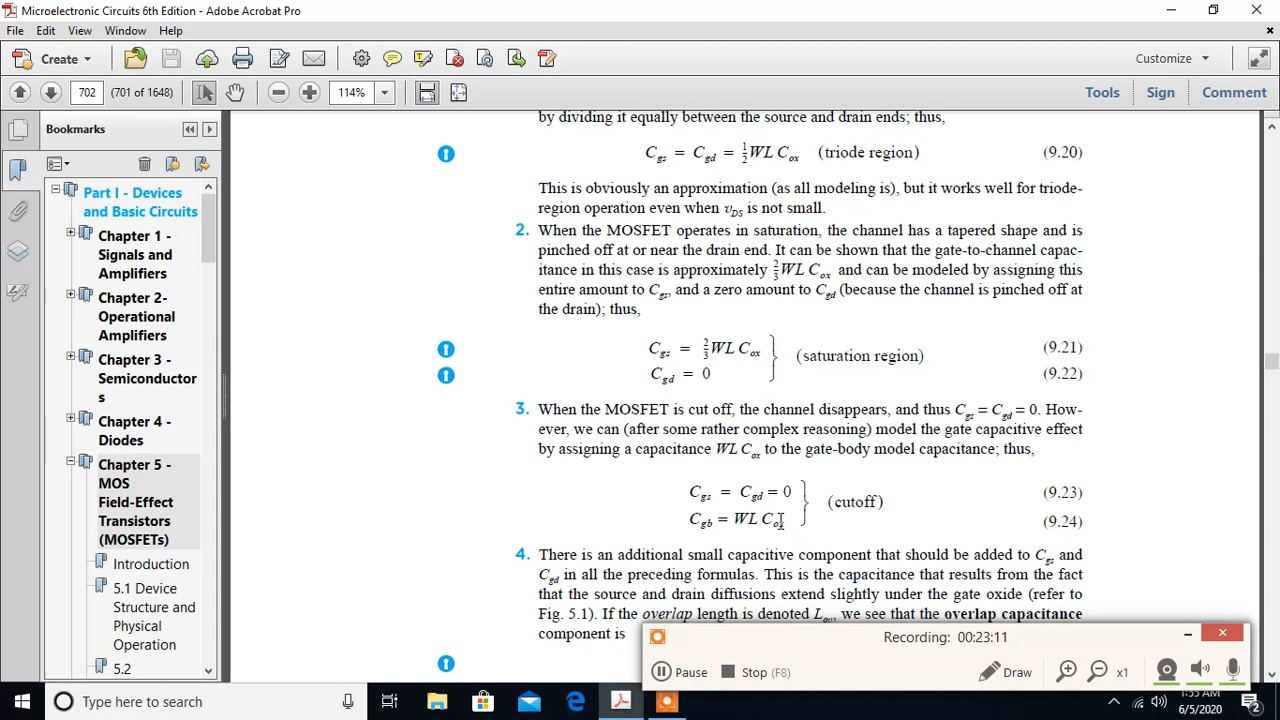 Microelectronic Circuits 6th Edition - Adobe Acrobat Pro
File Edit View Window Help
Create
Customize
702 (701 of 1648)
114%
Tools Sign Comment
Bookmarks
Part I - Devices
and Basic Circuits
Chapter 1 -
Signals and
Amplifiers
Chapter 2-
Operational
Amplifiers
Chapter 3 -
Semiconductor
s
Chapter 4 -
Diodes
Chapter 5 -
MOS
Field-Effect
Transistors
(MOSFETs)
Introduction
5.1 Device
Structure and
Physical
Operation
5.2
by dividing it equally between the source and drain ends; thus,
C_gs = C_gd = ½WL C_ox (triode region) (9.20)
This is obviously an approximation (as all modeling is), but it works well for triode-
region operation even when v_DS is not small.
2. When the MOSFET operates in saturation, the channel has a tapered shape and is
pinched off at or near the drain end. It can be shown that the gate-to-channel capac-
itance in this case is approximately ⅔WL C_ox and can be modeled by assigning this
entire amount to C_gs, and a zero amount to C_gd (because the channel is pinched off at
the drain); thus,
C_gs = ⅔WL C_ox (9.21)
(saturation region)
C_gd = 0 (9.22)
3. When the MOSFET is cut off, the channel disappears, and thus C_gs = C_gd = 0. How-
ever, we can (after some rather complex reasoning) model the gate capacitive effect
by assigning a capacitance WL C_ox to the gate-body model capacitance; thus,
C_gs = C_gd = 0 (9.23)
(cutoff)
C_gb = WL C_ox (9.24)
4. There is an additional small capacitive component that should be added to C_gs and
C_gd in all the preceding formulas. This is the capacitance that results from the fact
that the source and drain diffusions extend slightly under the gate oxide (refer to
Fig. 5.1). If the overlap length is denoted L_ov, we see that the overlap capacitance
component is
Recording: 00:23:11
Pause Stop (F8) Draw x1
Type here to search
1:55 AM
6/5/2020
2